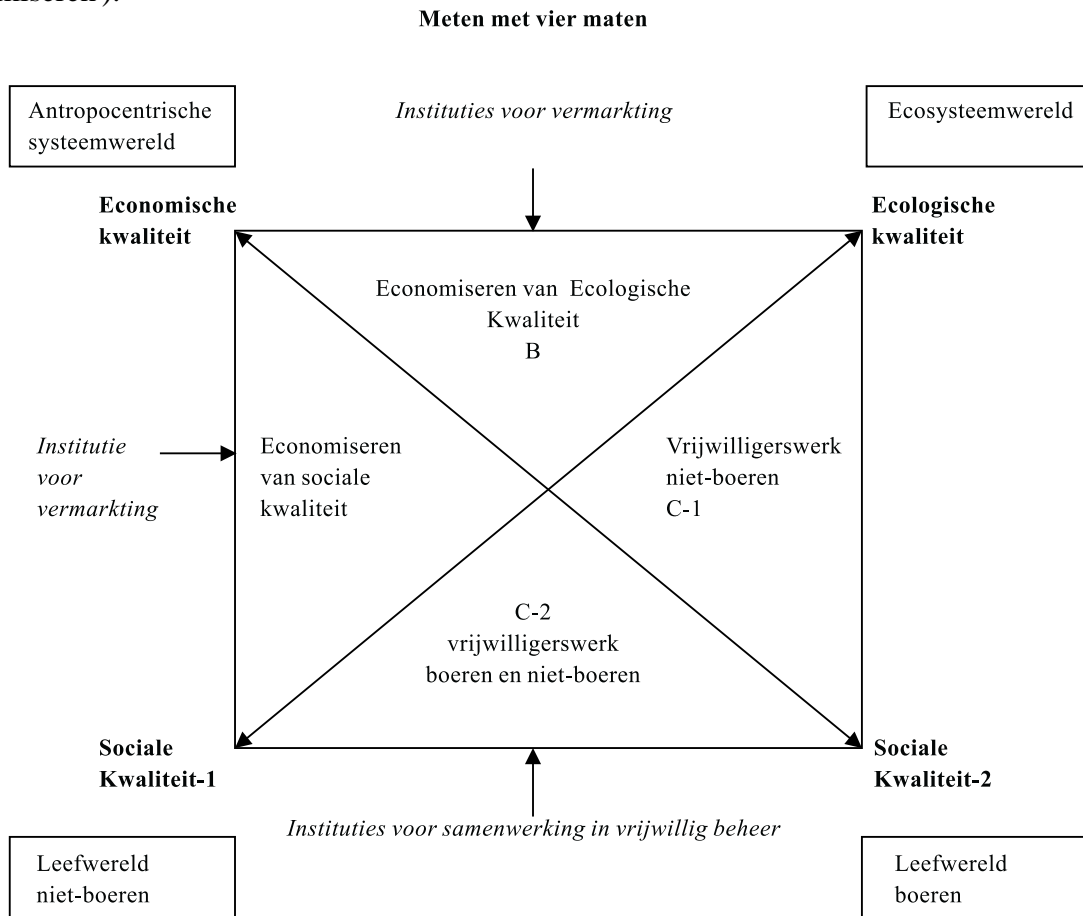 miseren').
Meten met vier maten
Antropocentrische
systeemwereld
Instituties voor vermarkting
Ecosysteemwereld
Economische
kwaliteit
Ecologische
kwaliteit
Economiseren van Ecologische
Kwaliteit
B
Institutie
voor
vermarkting
Economiseren
van sociale
kwaliteit
Vrijwilligerswerk
niet-boeren
C-1
C-2
vrijwilligerswerk
boeren en niet-boeren
Sociale
Kwaliteit-1
Sociale
Kwaliteit-2
Instituties voor samenwerking in vrijwillig beheer
Leefwereld
niet-boeren
Leefwereld
boeren